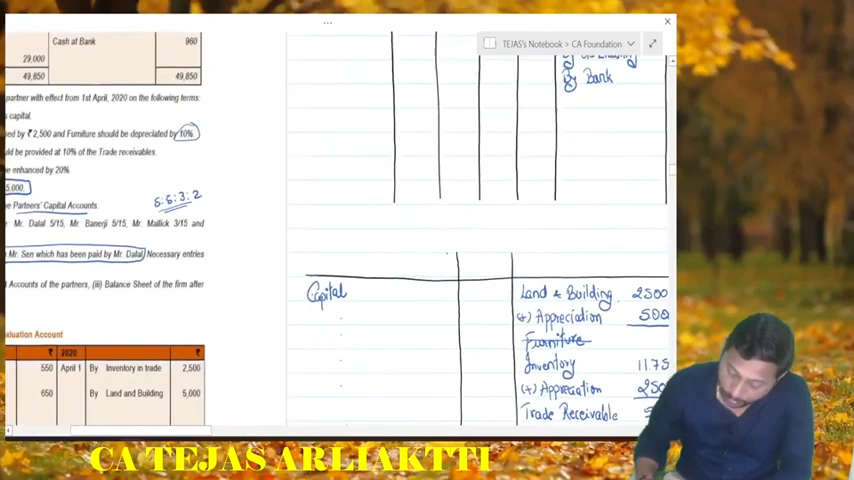 Cash at Bank 960
29,000
49,850 49,850
partner with effect from 1st April, 2020 on the following terms:
s capital.
ed by ₹ 2,500 and Furniture should be depreciated by 10%
uld be provided at 10% of the Trade receivables.
e enhanced by 20%
5,000
e Partners' Capital Accounts.
5:5:3:2
: Mr. Dalal 5/15, Mr. Banerji 5/15, Mr. Mallick 3/15 and
Mr. Sen which has been paid by Mr. Dalal. Necessary entries
Accounts of the partners, (iii) Balance Sheet of the firm after
aluation Account
₹ 2020 ₹
550 April 1 By Inventory in trade 2,500
650 By Land and Building 5,000
TEJAS's Notebook > CA Foundation
By Bank
Capital
Land & Building 2500
(+) Appreciation 500
Furniture
Inventory 1175
(+) Appreciation 250
Trade Receivable
CA TEJAS ARLIAKTTI